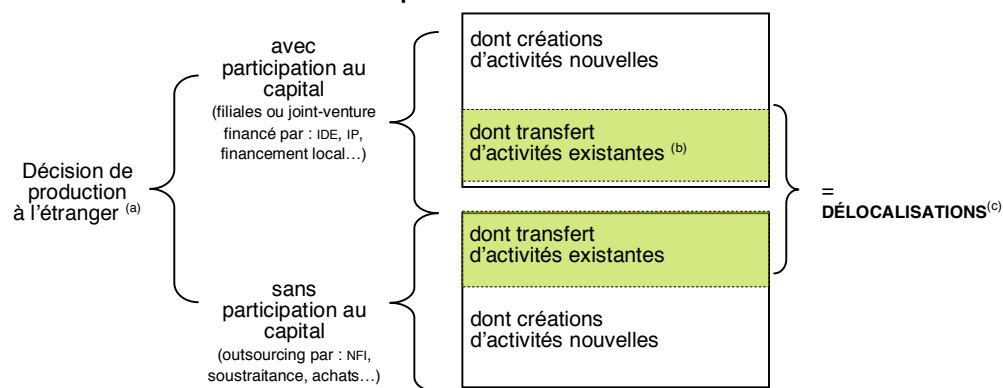 avec
participation au
capital
(filiales ou joint-venture
financé par : IDE, IP,
financement local…)
dont créations
d'activités nouvelles
dont transfert
d'activités existantes (b)
Décision de
production
à l'étranger (a)
=
DÉLOCALISATIONS(c)
dont transfert
d'activités existantes
sans
participation au
capital
(outsourcing par : NFI,
soustraitance, achats…)
dont créations
d'activités nouvelles